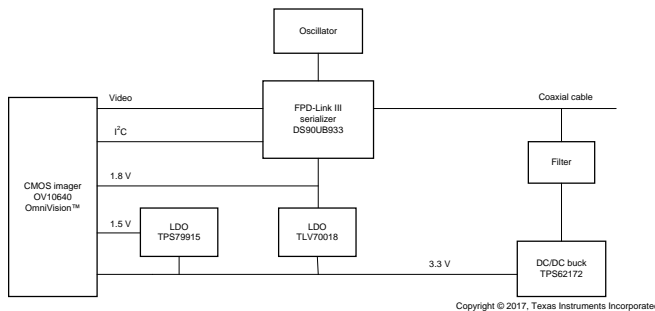 Oscillator
Video
FPD-Link III
serializer
DS90UB933
Coaxial cable
I²C
Filter
CMOS imager
OV10640
OmniVision™
1.8 V
1.5 V
LDO
TPS79915
LDO
TLV70018
3.3 V
DC/DC buck
TPS62172
Copyright © 2017, Texas Instruments Incorporated